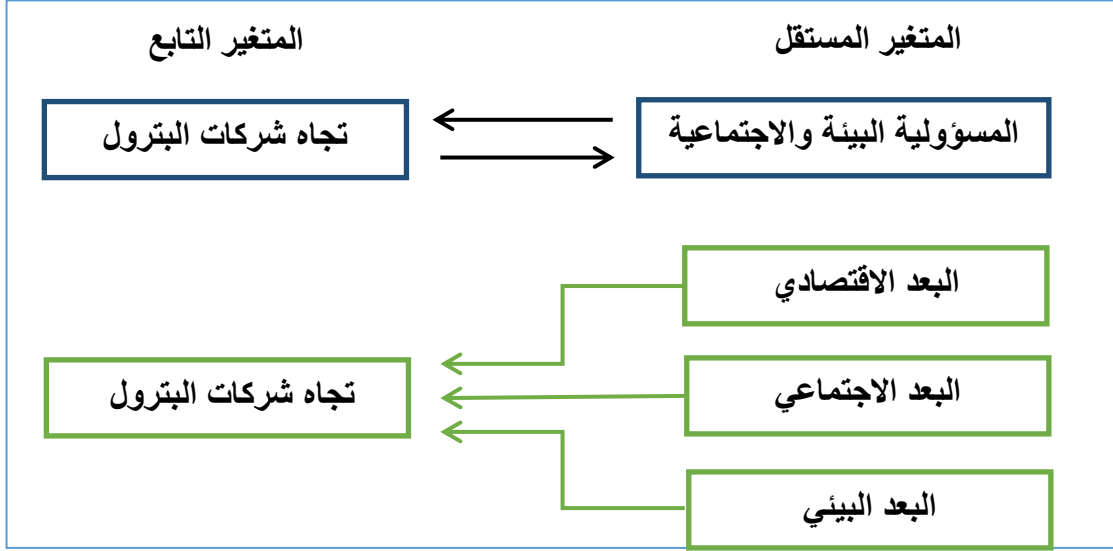 المتغير المستقل
المتغير التابع
المسؤولية البيئة والاجتماعية
تجاه شركات البترول
البعد الاقتصادي
البعد الاجتماعي
تجاه شركات البترول
البعد البيئي